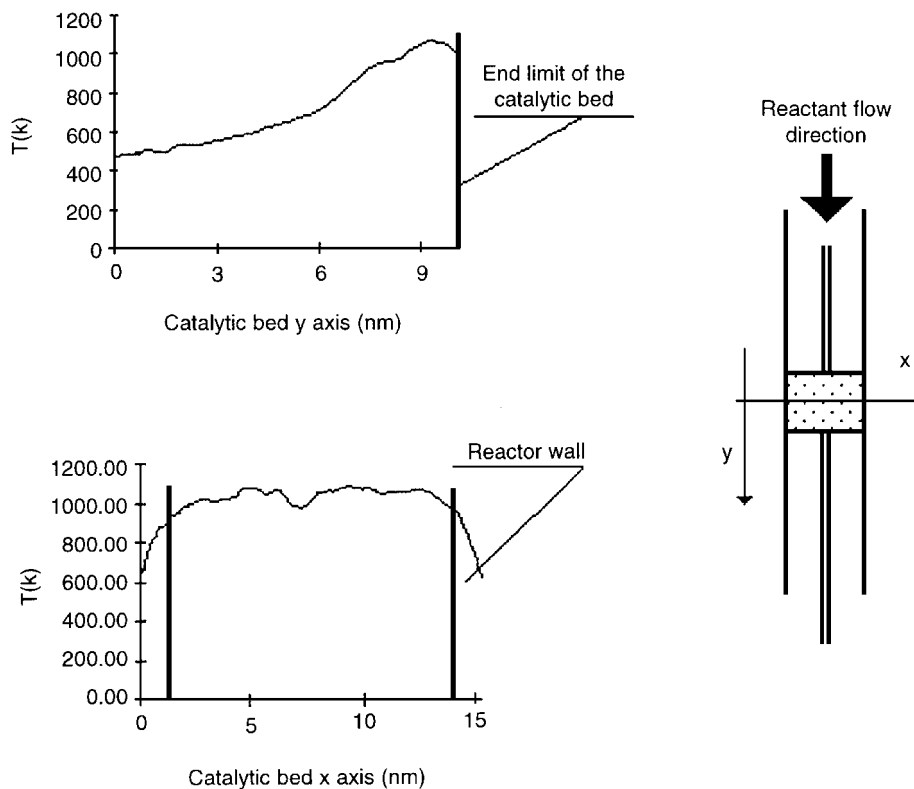 1200
1000
800
600
400
200
0
T(k)
0 3 6 9
Catalytic bed y axis (nm)
End limit of the
catalytic bed
Reactant flow
direction
x
y
Reactor wall
1200.00
1000.00
800.00
600.00
400.00
200.00
0.00
T(k)
0 5 10 15
Catalytic bed x axis (nm)